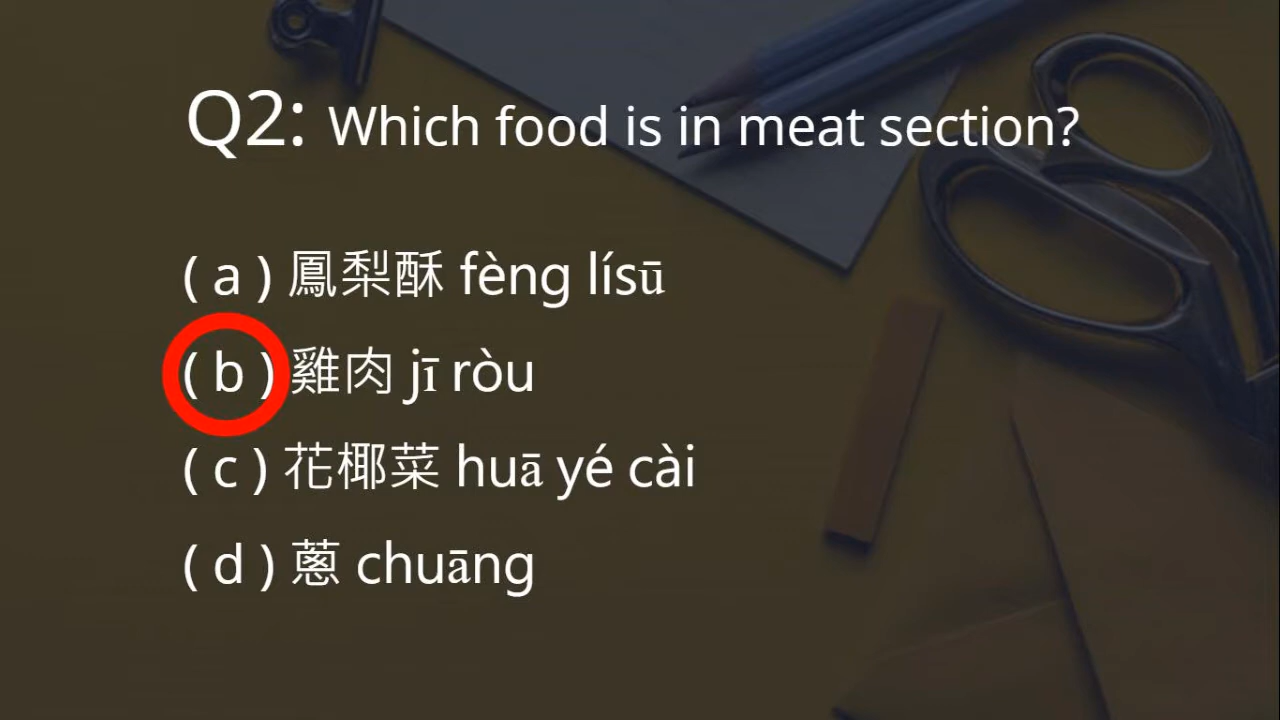 Q2: Which food is in meat section?
( a ) 鳳梨酥 fèng lísū
( b ) 雞肉 jī ròu
( c ) 花椰菜 huā yé cài
( d ) 蔥 chuāng